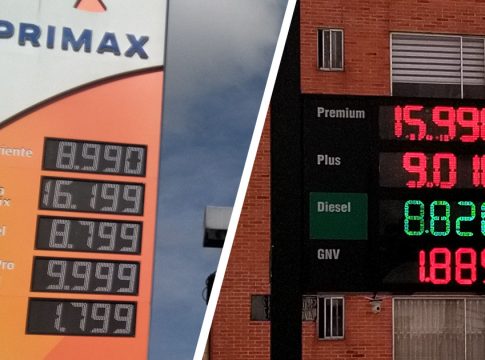 PRIMAX
iente 8.990
16.199
8.799
9.999
1.799
Premium 15.99
Plus 9.01
Diesel 8.82
GNV 1.889